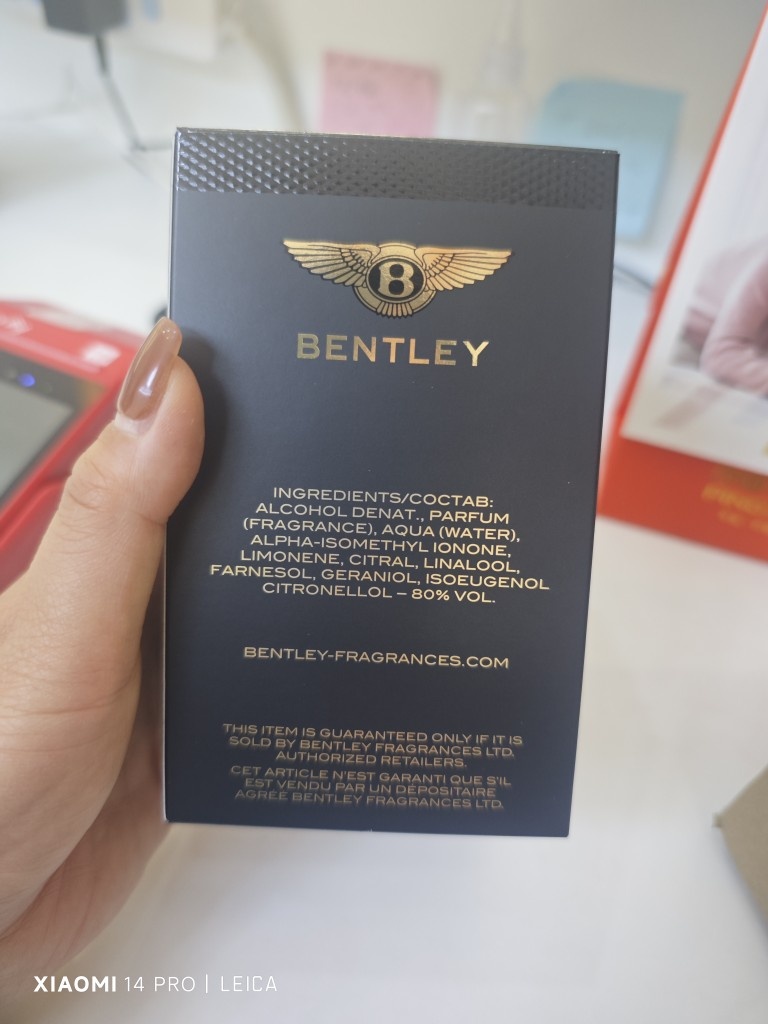 B
BENTLEY
INGREDIENTS/СОСТАВ:
ALCOHOL DENAT., PARFUM
(FRAGRANCE), AQUA (WATER),
ALPHA-ISOMETHYL IONONE,
LIMONENE, CITRAL, LINALOOL,
FARNESOL, GERANIOL, ISOEUGENOL
CITRONELLOL – 80% VOL.
BENTLEY-FRAGRANCES.COM
THIS ITEM IS GUARANTEED ONLY IF IT IS
SOLD BY BENTLEY FRAGRANCES LTD.
AUTHORIZED RETAILERS.
CET ARTICLE N'EST GARANTI QUE S'IL
EST VENDU PAR UN DÉPOSITAIRE
AGRÉÉ BENTLEY FRAGRANCES LTD.
XIAOMI 14 PRO | LEICA